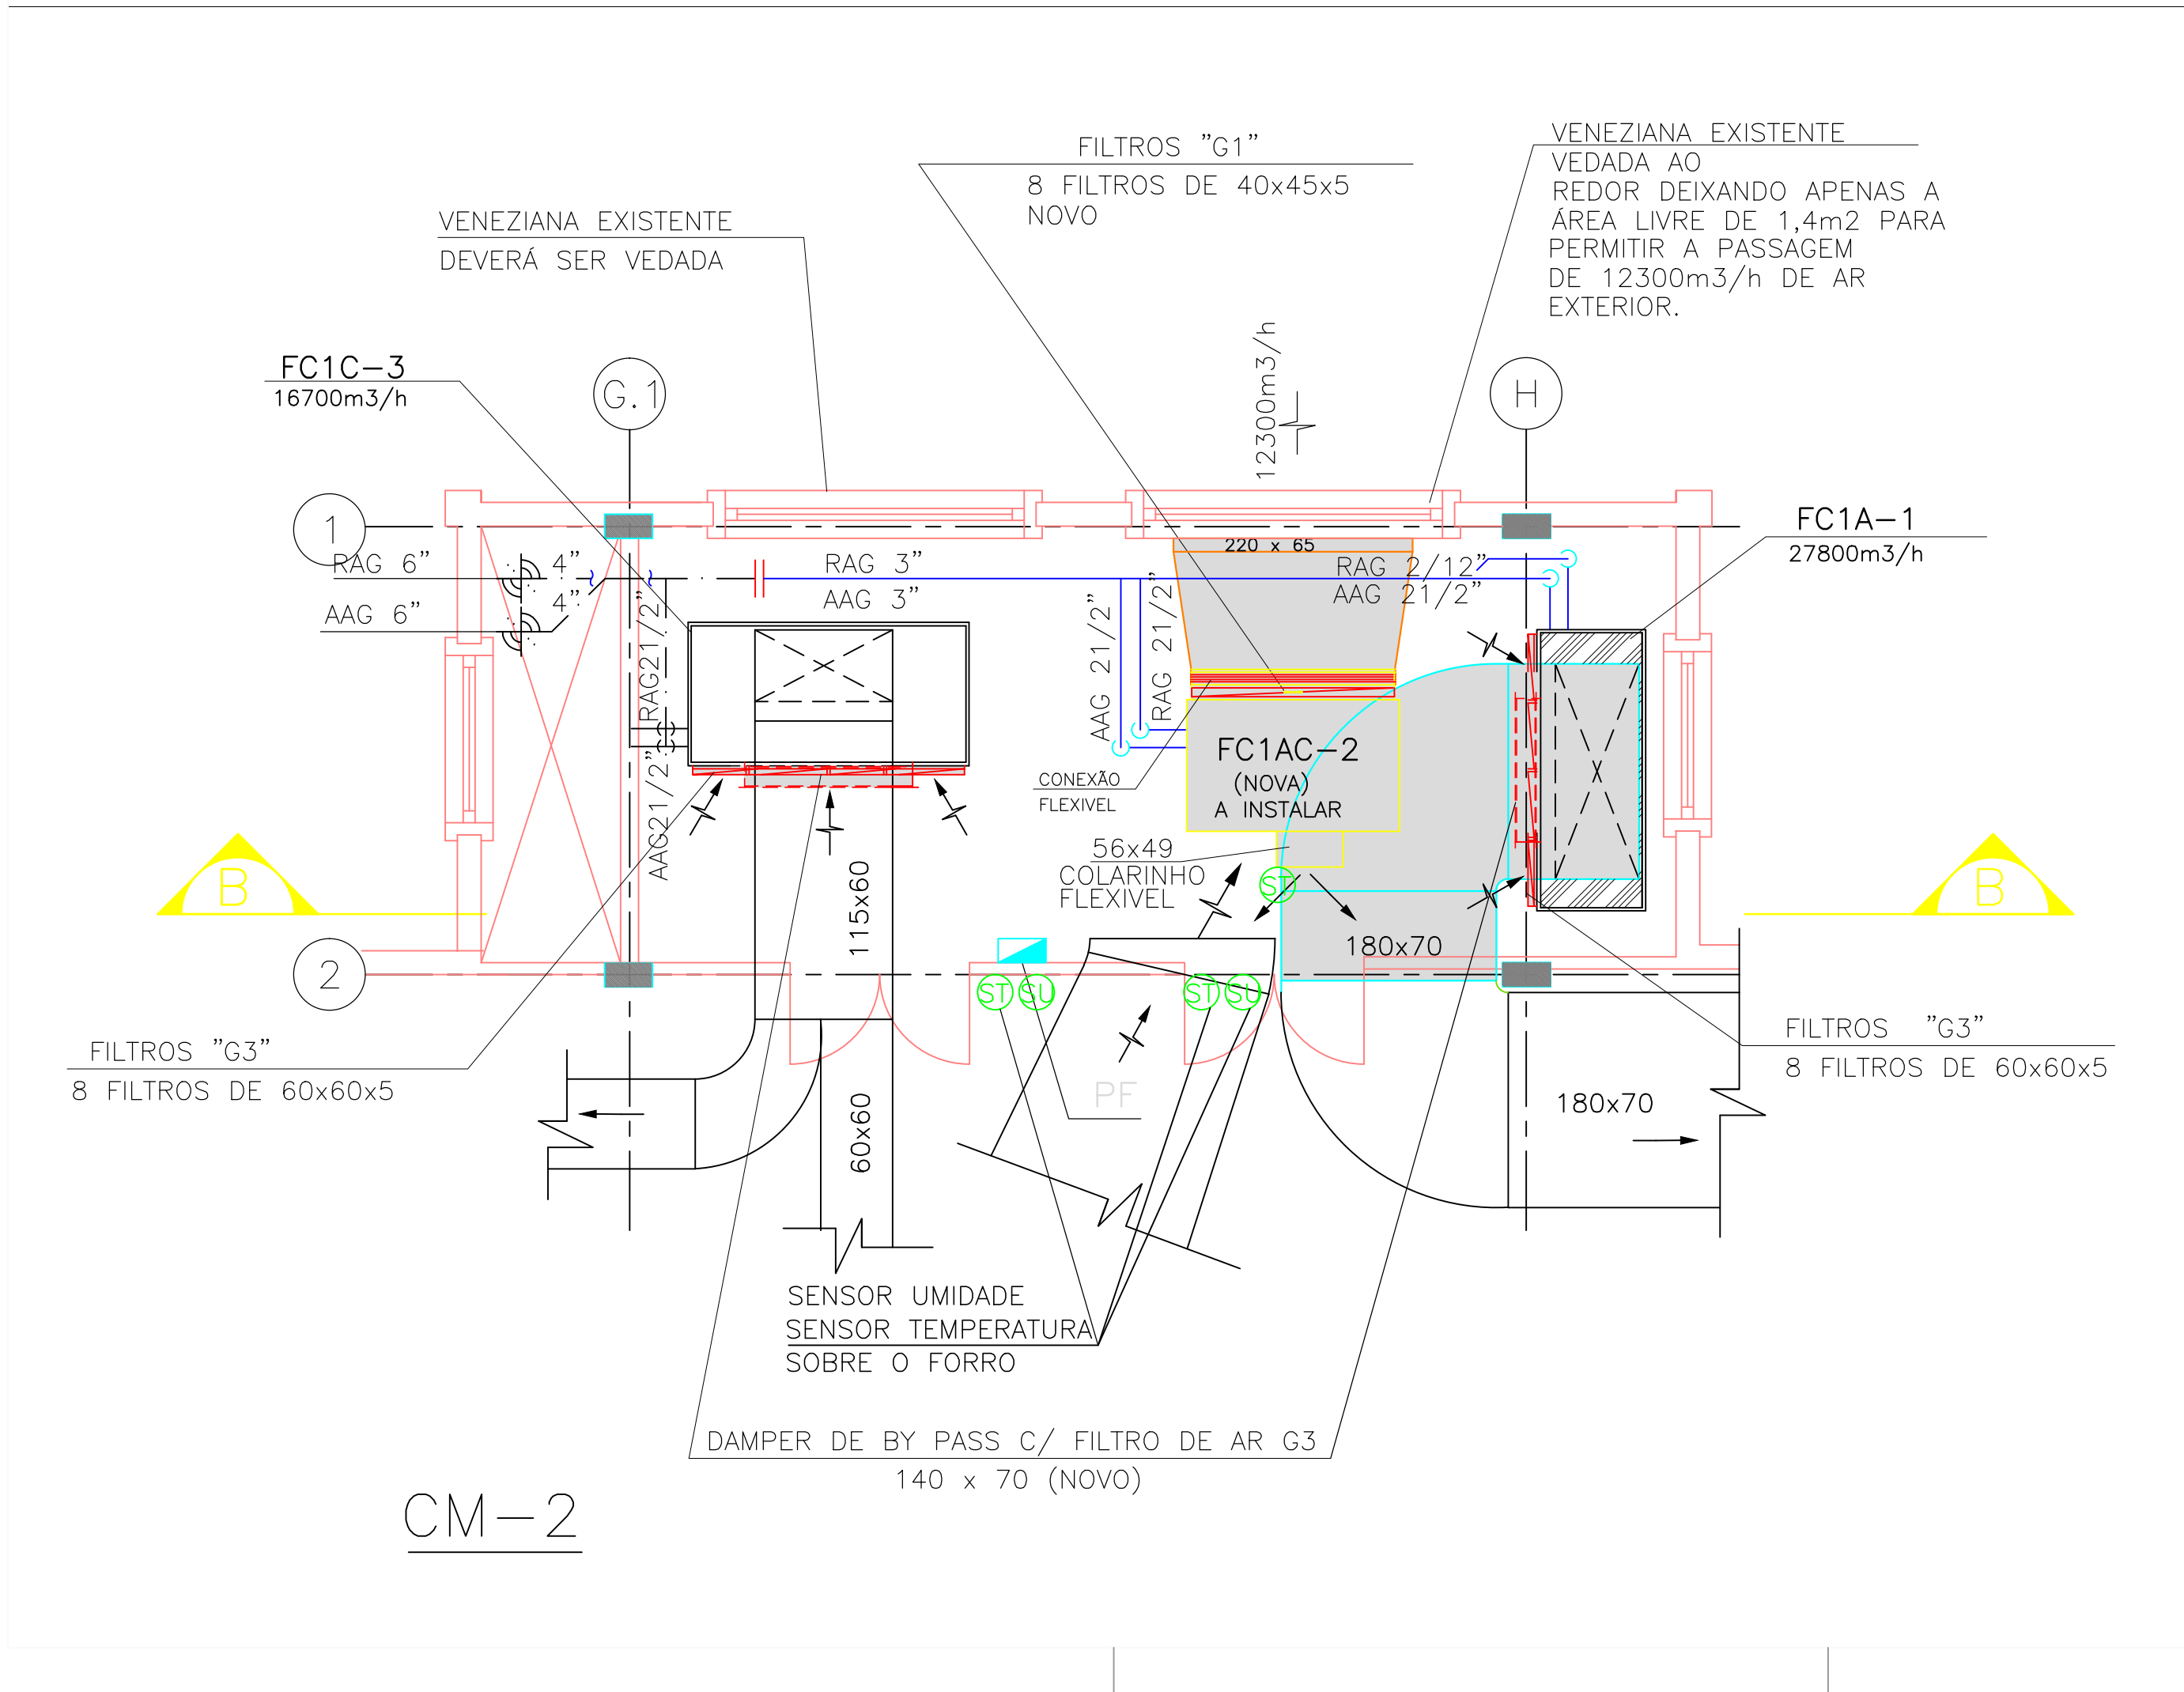 FILTROS "G1"
8 FILTROS DE 40x45x5
NOVO
VENEZIANA EXISTENTE
VEDADA AO
REDOR DEIXANDO APENAS A
ÁREA LIVRE DE 1,4m2 PARA
PERMITIR A PASSAGEM
DE 12300m3/h DE AR
EXTERIOR.
VENEZIANA EXISTENTE
DEVERÁ SER VEDADA
12300m3/h
FC1C-3
16700m3/h
G.1
H
1
FC1A-1
27800m3/h
220 x 65
RAG 6"
4"
RAG 3"
RAG 2/12"
AAG 6"
4"
AAG 3"
AAG 21/2"
RAG21/2"
AAG21/2"
AAG 21/2"
RAG 21/2"
FC1AC-2
(NOVA)
A INSTALAR
CONEXÃO
FLEXIVEL
56x49
COLARINHO
FLEXIVEL
ST
B
B
115x60
180x70
2
ST
SU
ST
SU
FILTROS "G3"
8 FILTROS DE 60x60x5
PF
60x60
180x70
FILTROS "G3"
8 FILTROS DE 60x60x5
SENSOR UMIDADE
SENSOR TEMPERATURA
SOBRE O FORRO
DAMPER DE BY PASS C/ FILTRO DE AR G3
140 x 70 (NOVO)
CM-2